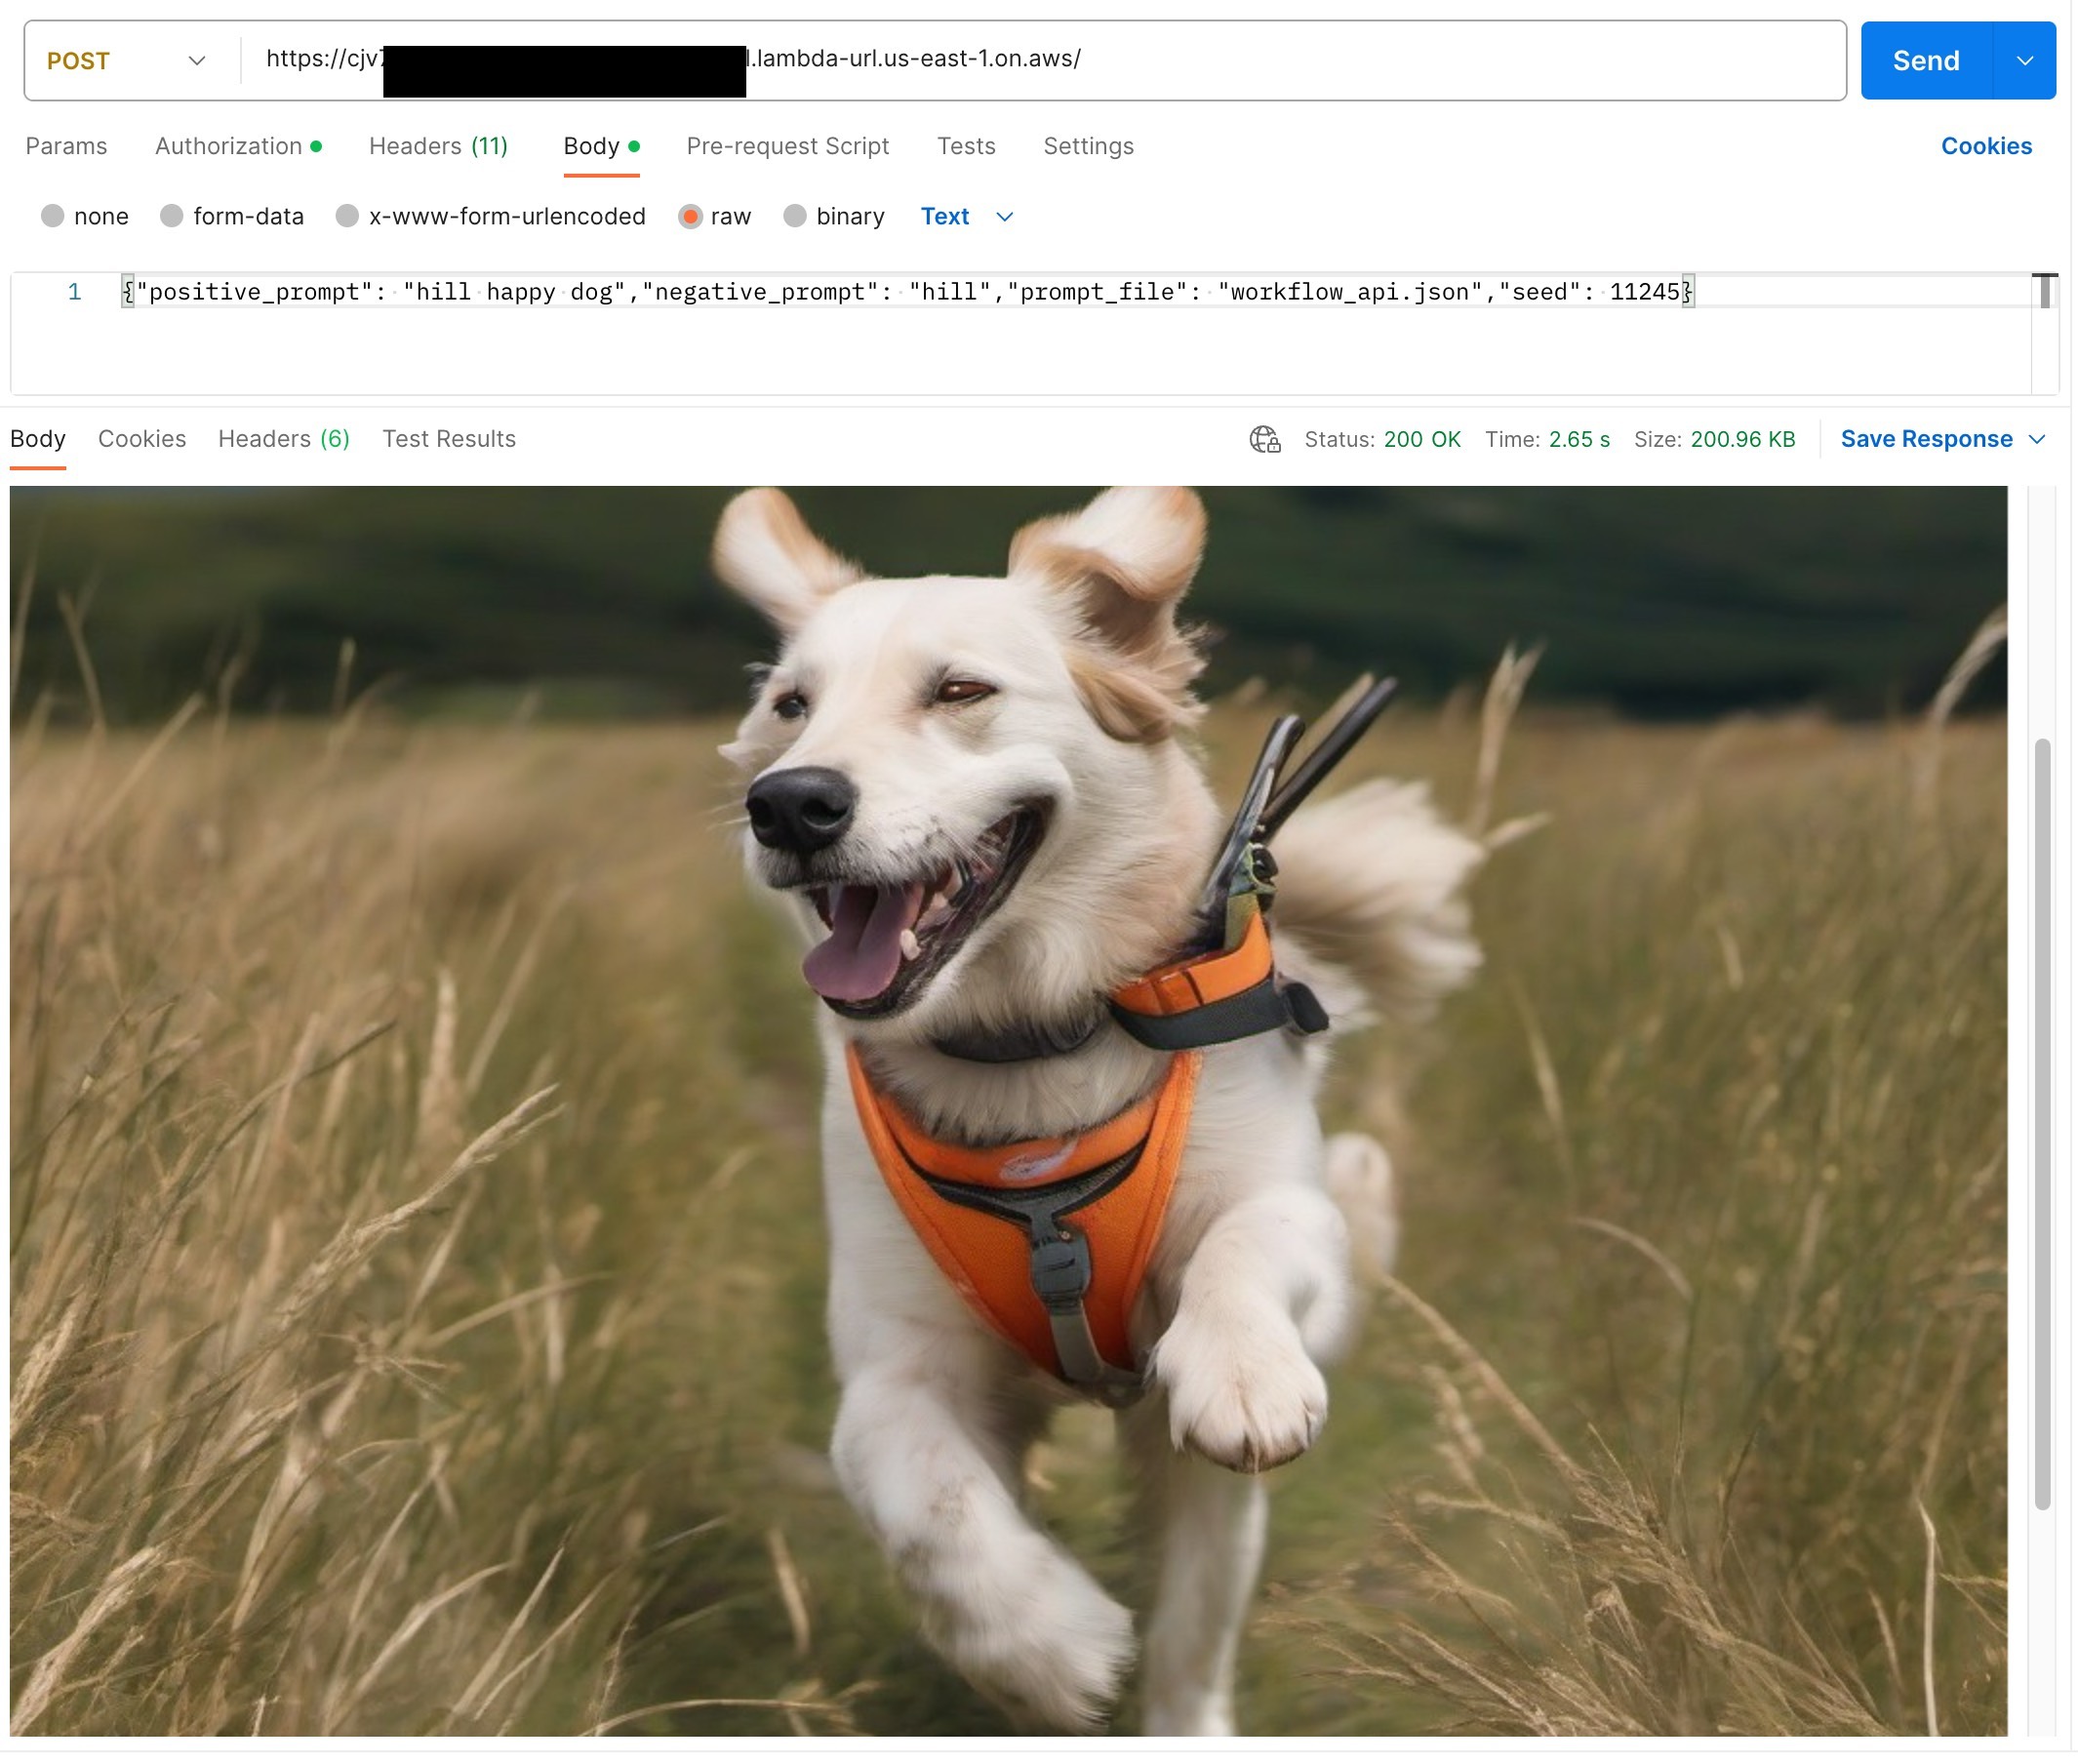 POST https://cjv7 l.lambda-url.us-east-1.on.aws/ Send
Params Authorization Headers (11) Body Pre-request Script Tests Settings Cookies
none form-data x-www-form-urlencoded raw binary Text
1 {"positive_prompt": "hill happy dog","negative_prompt": "hill","prompt_file": "workflow_api.json","seed": 11245}
Body Cookies Headers (6) Test Results Status: 200 OK Time: 2.65 s Size: 200.96 KB Save Response